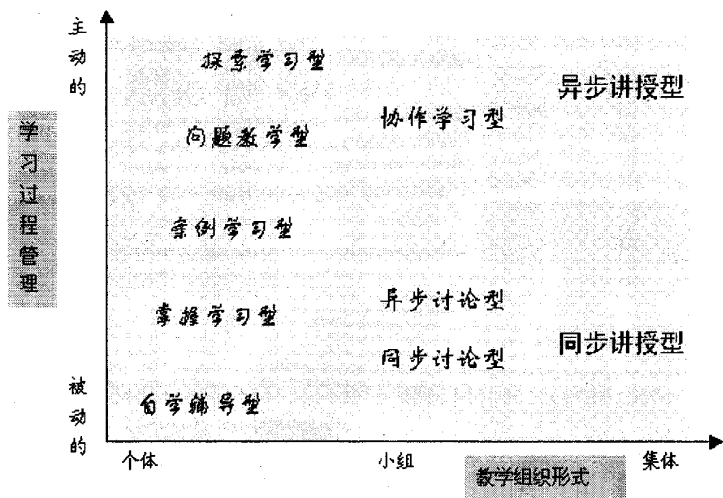 主动的
探索学习型
异步讲授型
协作学习型
问题教学型
学习过程管理
案例学习型
异步讨论型
掌握学习型
同步讲授型
同步讨论型
被动的
自学辅导型
个体
小组
集体
教学组织形式